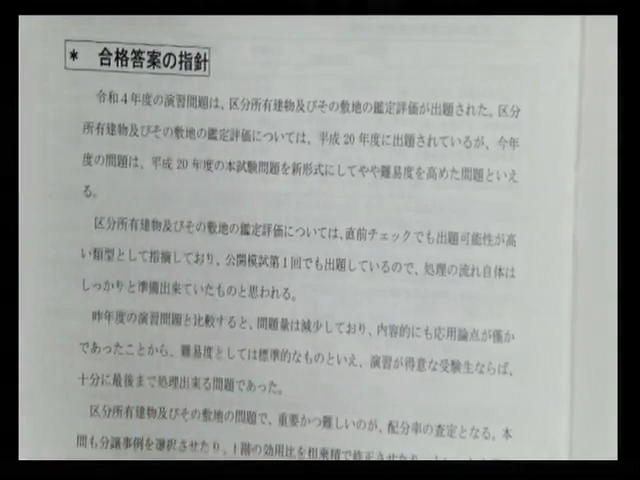 * 合格答案の指針
令和4年度の演習問題は、区分所有建物及びその敷地の鑑定評価が出題された。区分
所有建物及びその敷地の鑑定評価については、平成20年度に出題されているが、今年
度の問題は、平成20年度の本試験問題を新形式にしてやや難易度を高めた問題といえ
る。
区分所有建物及びその敷地の鑑定評価については、直前チェックでも出題可能性が高
い類型として指摘しており、公開模試第1回でも出題しているので、処理の流れ自体は
しっかりと準備出来ていたものと思われる。
昨年度の演習問題と比較すると、問題量は減少しており、内容的にも応用論点が僅か
であったことから、難易度としては標準的なものといえ、演習が得意な受験生ならば、
十分に最後まで処理出来る問題であった。
区分所有建物及びその敷地の問題で、重要かつ難しいのが、配分率の査定となる。本
問も分譲事例を選択させたり、1階の効用比を相乗積で修正させたり